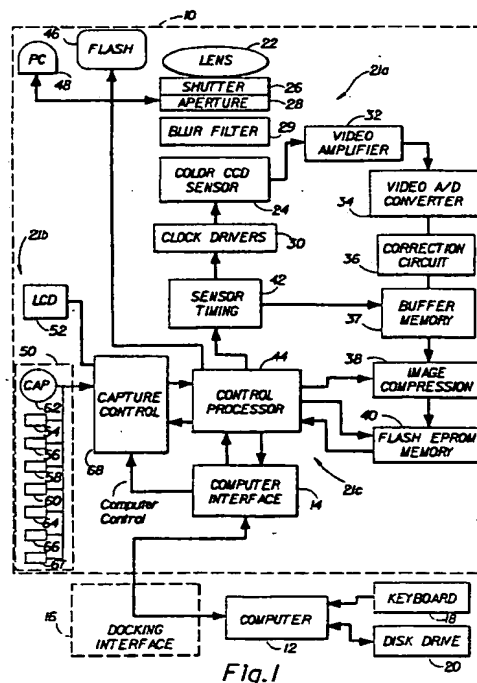 10
46
FLASH
22
LENS
PC
48
SHUTTER
26
21a
APERTURE
28
BLUR FILTER
29
32
VIDEO
AMPLIFIER
COLOR CCD
SENSOR
24
VIDEO A/D
CONVERTER
34
21b
CLOCK DRIVERS
30
CORRECTION
CIRCUIT
36
LCD
52
42
SENSOR
TIMING
BUFFER
MEMORY
37
50
44
38
CAP
62
CAPTURE
CONTROL
68
CONTROL
PROCESSOR
IMAGE
COMPRESSION
40
FLASH EPROM
MEMORY
54
56
58
60
64
66
67
21c
Computer
Control
COMPUTER
INTERFACE
14
16
DOCKING
INTERFACE
COMPUTER
12
KEYBOARD
18
DISK DRIVE
20
Fig.1